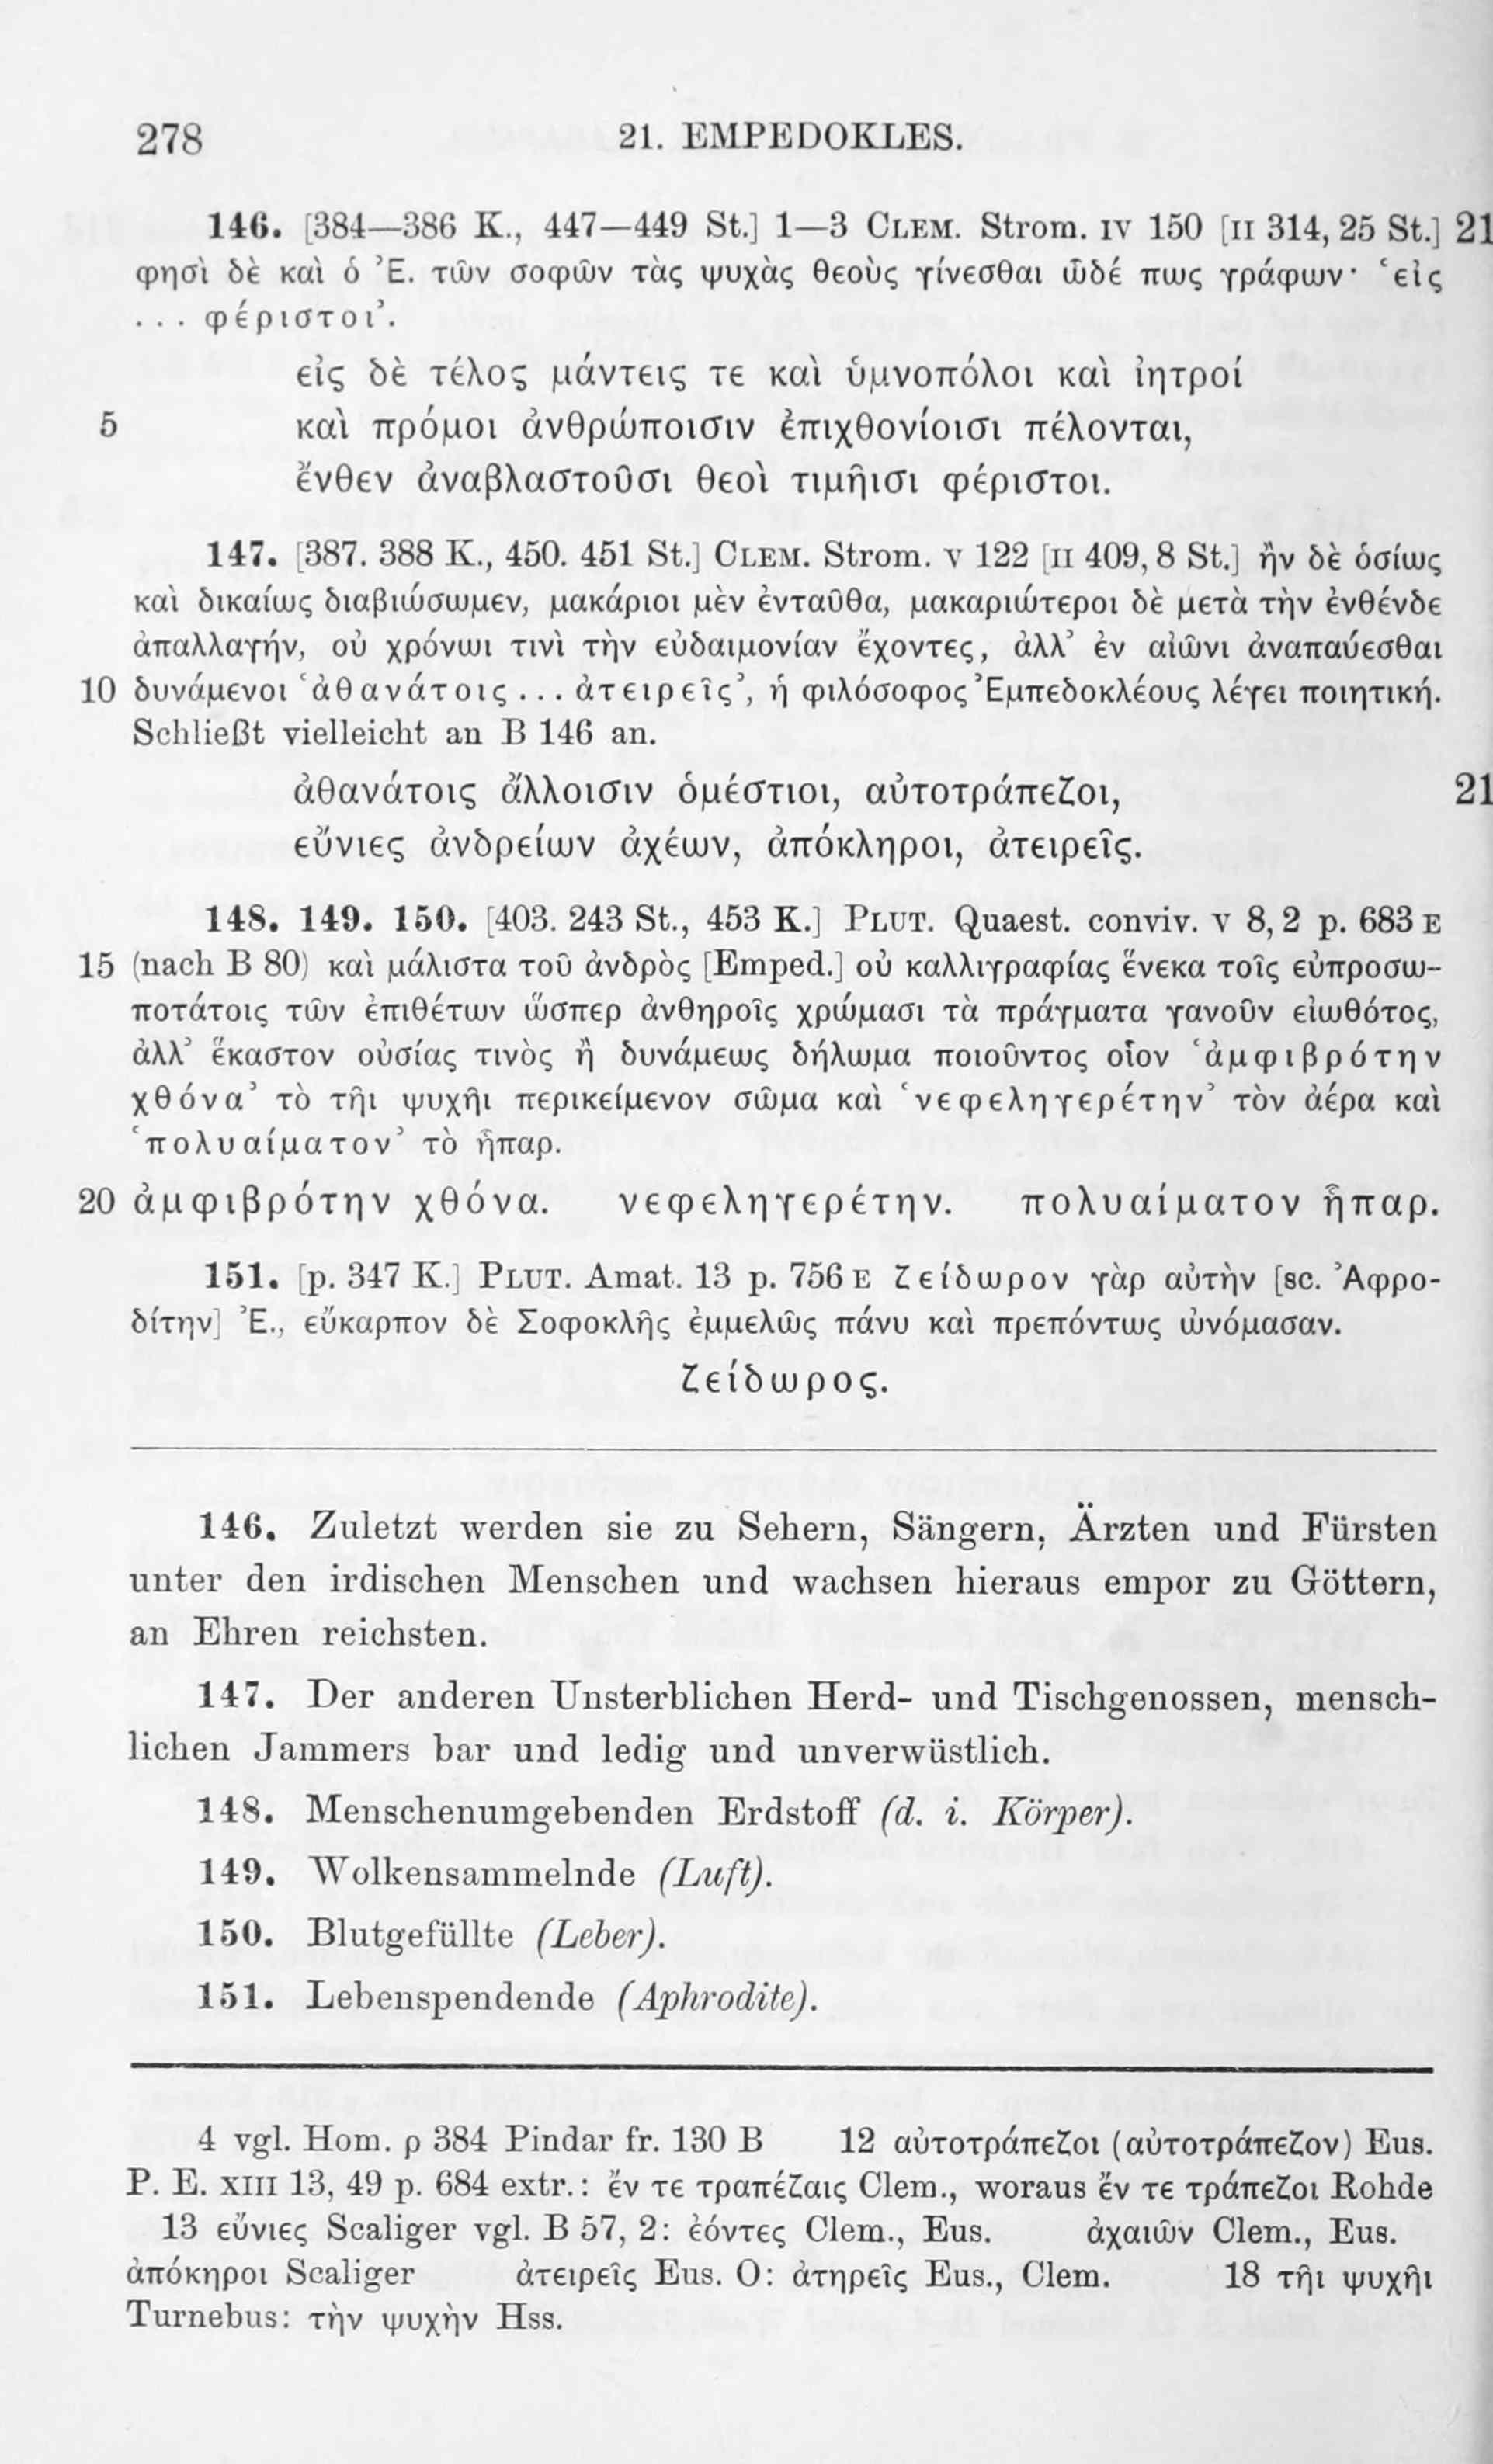 278 21. EMPEDOKLES.
146. [384—386 K., 447—449 St.] 1—3 CLEM. Strom. IV 150 [II 314, 25 St.] 21
φησὶ δὲ καὶ ὁ Ἐ. τῶν σοφῶν τὰς ψυχὰς θεοὺς γίνεσθαι ὧδέ πως γράφων· ‘εἰς
... φέριστοι’.
εἰς δὲ τέλος μάντεις τε καὶ ὑμνοπόλοι καὶ ἰητροί
5 καὶ πρόμοι ἀνθρώποισιν ἐπιχθονίοισι πέλονται,
ἔνθεν ἀναβλαστοῦσι θεοὶ τιμῆισι φέριστοι.
147. [387. 388 K., 450. 451 St.] CLEM. Strom. V 122 [II 409, 8 St.] ἢν δὲ ὁσίως
καὶ δικαίως διαβιώσωμεν, μακάριοι μὲν ἐνταῦθα, μακαριώτεροι δὲ μετὰ τὴν ἐνθένδε
ἀπαλλαγήν, οὐ χρόνωι τινὶ τὴν εὐδαιμονίαν ἔχοντες, ἀλλ’ ἐν αἰῶνι ἀναπαύεσθαι
10 δυνάμενοι ‘ἀθανάτοις ... ἀτειρεῖς’, ἡ φιλόσοφος Ἐμπεδοκλέους λέγει ποιητική.
Schließt vielleicht an B 146 an.
ἀθανάτοις ἄλλοισιν ὁμέστιοι, αὐτοτράπεζοι, 21
εὔνιες ἀνδρείων ἀχέων, ἀπόκληροι, ἀτειρεῖς.
148. 149. 150. [403. 243 St., 453 K.] PLUT. Quaest. conviv. V 8, 2 p. 683 E
15 (nach B 80) καὶ μάλιστα τοῦ ἀνδρὸς [Emped.] οὐ καλλιγραφίας ἕνεκα τοῖς εὐπροσω-
ποτάτοις τῶν ἐπιθέτων ὥσπερ ἀνθηροῖς χρώμασι τὰ πράγματα γανοῦν εἰωθότος,
ἀλλ’ ἕκαστον οὐσίας τινὸς ἢ δυνάμεως δήλωμα ποιοῦντος οἷον ‘ἀμφιβρότην
χθόνα’ τὸ τῆι ψυχῆι περικείμενον σῶμα καὶ ‘νεφεληγερέτην’ τὸν ἀέρα καὶ
‘πολυαίματον’ τὸ ἧπαρ.
20 ἀμφιβρότην χθόνα. νεφεληγερέτην. πολυαίματον ἧπαρ.
151. [p. 347 K.] PLUT. Amat. 13 p. 756 E ζείδωρον γὰρ αὐτὴν [sc. Ἀφρο-
δίτην] Ἐ., εὔκαρπον δὲ Σοφοκλῆς ἐμμελῶς πάνυ καὶ πρεπόντως ὠνόμασαν.
ζείδωρος.
146. Zuletzt werden sie zu Sehern, Sängern, Ärzten und Fürsten
unter den irdischen Menschen und wachsen hieraus empor zu Göttern,
an Ehren reichsten.
147. Der anderen Unsterblichen Herd- und Tischgenossen, mensch-
lichen Jammers bar und ledig und unverwüstlich.
148. Menschenumgebenden Erdstoff (d. i. Körper).
149. Wolkensammelnde (Luft).
150. Blutgefüllte (Leber).
151. Lebenspendende (Aphrodite).
4 vgl. Hom. ρ 384 Pindar fr. 130 B 12 αὐτοτράπεζοι (αὐτοτράπεζον) Eus.
P. E. XIII 13, 49 p. 684 extr.: ἔν τε τραπέζαις Clem., woraus ἔν τε τράπεζοι Rohde
13 εὔνιες Scaliger vgl. B 57, 2: ἐόντες Clem., Eus. ἀχαιῶν Clem., Eus.
ἀπόκηροι Scaliger ἀτειρεῖς Eus. O: ἀτηρεῖς Eus., Clem. 18 τῆι ψυχῆι
Turnebus: τὴν ψυχὴν Hss.